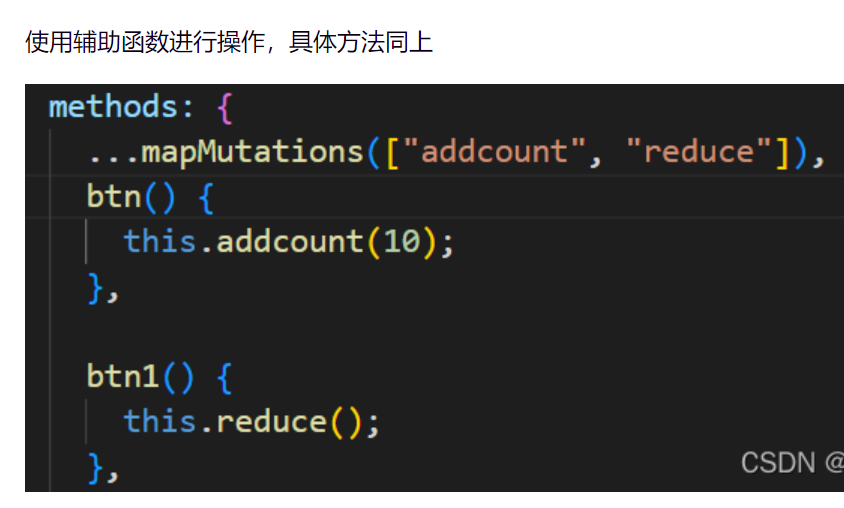 使用辅助函数进行操作，具体方法同上
methods: {
...mapMutations(["addcount", "reduce"]),
btn() {
this.addcount(10);
},
btn1() {
this.reduce();
},
CSDN @